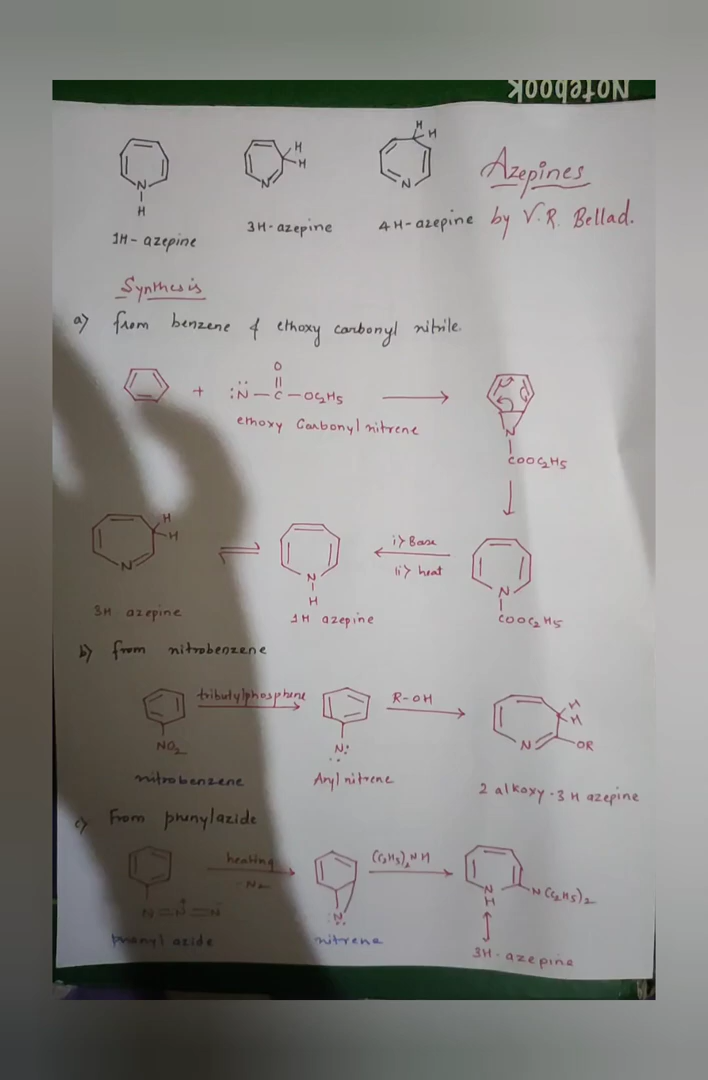 Notebook
Azepines
by V.R. Bellad.
1H- azepine
3H- azepine
4H- azepine
Synthesis
a) from benzene & ethoxy carbonyl nitrile.
+ :N̈ — C — OC2H5
O
ethoxy Carbonyl nitrene
N
COOC2H5
H
H
N
3H azepine
N
H
1H azepine
i) Base
ii) heat
N
COOC2H5
b) from nitrobenzene
NO2
nitrobenzene
tributylphosphene
N:
Aryl nitrene
R-OH
H
H
N
OR
2 alkoxy - 3H azepine
c) From phenylazide
N = N = N
phenyl azide
heating
- N2
:N:
nitrene
(C2H5)2NH
N
H
N(C2H5)2
3H- azepine